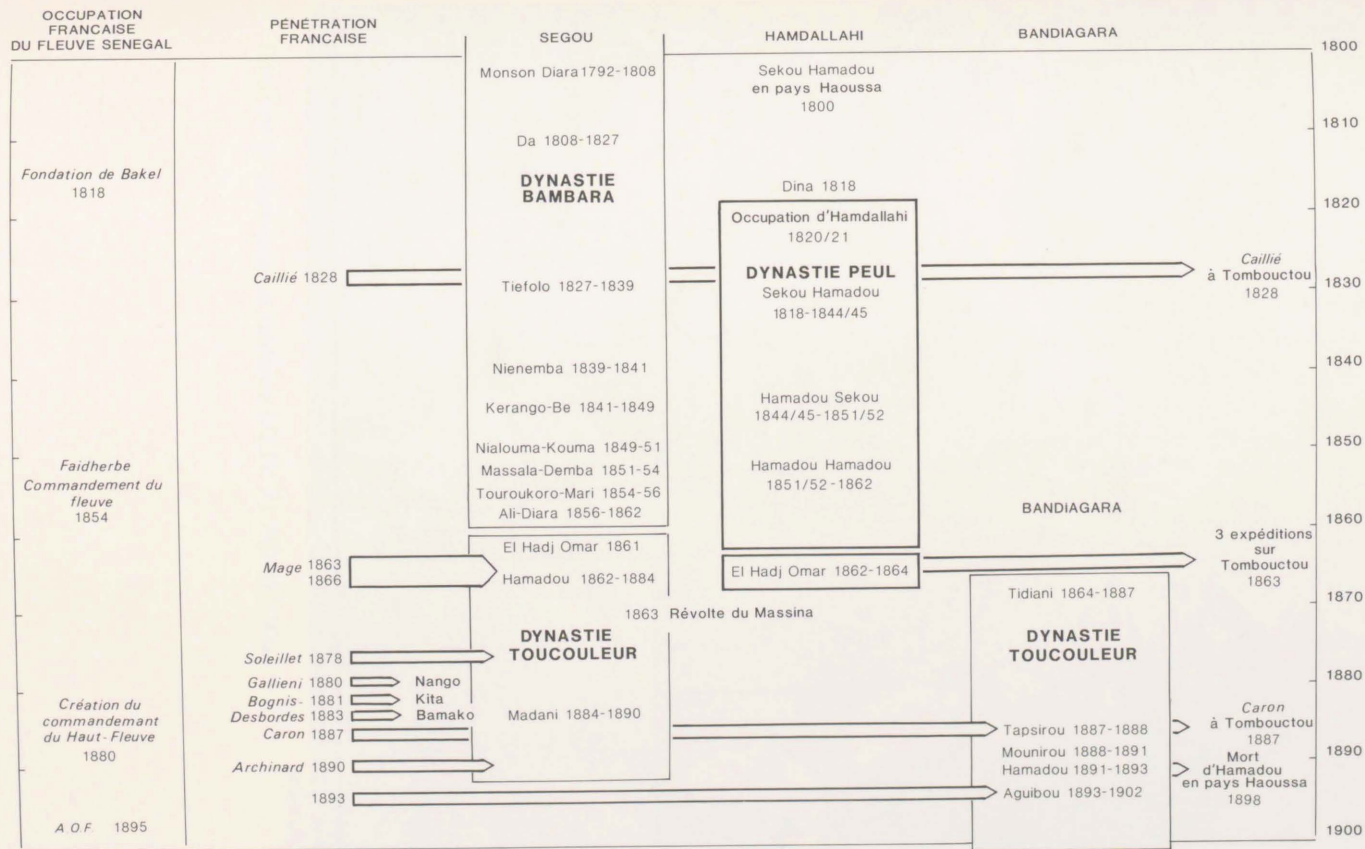 OCCUPATION
FRANCAISE
DU FLEUVE SENEGAL
PÉNÉTRATION
FRANCAISE
SEGOU
HAMDALLAHI
BANDIAGARA
1800
1810
1820
1830
1840
1850
1860
1870
1880
1890
1900
Fondation de Bakel
1818
Faidherbe
Commandement du
fleuve
1854
Création du
commandemant
du Haut-Fleuve
1880
A.O.F. 1895
Caillié 1828
Mage 1863
1866
Soleillet 1878
Gallieni 1880
Nango
Bognis- 1881
Kita
Desbordes 1883
Bamako
Caron 1887
Archinard 1890
1893
Monson Diara 1792-1808
Da 1808-1827
DYNASTIE
BAMBARA
Tiefolo 1827-1839
Nienemba 1839-1841
Kerango-Be 1841-1849
Nialouma-Kouma 1849-51
Massala-Demba 1851-54
Touroukoro-Mari 1854-56
Ali-Diara 1856-1862
El Hadj Omar 1861
Hamadou 1862-1884
1863 Révolte du Massina
DYNASTIE
TOUCOULEUR
Madani 1884-1890
Sekou Hamadou
en pays Haoussa
1800
Dina 1818
Occupation d'Hamdallahi
1820/21
DYNASTIE PEUL
Sekou Hamadou
1818-1844/45
Hamadou Sekou
1844/45-1851/52
Hamadou Hamadou
1851/52-1862
El Hadj Omar 1862-1864
BANDIAGARA
Tidiani 1864-1887
DYNASTIE
TOUCOULEUR
Tapsirou 1887-1888
Mounirou 1888-1891
Hamadou 1891-1893
Aguibou 1893-1902
Caillié
à Tombouctou
1828
3 expéditions
sur
Tombouctou
1863
Caron
à Tombouctou
1887
Mort
d'Hamadou
en pays Haoussa
1898